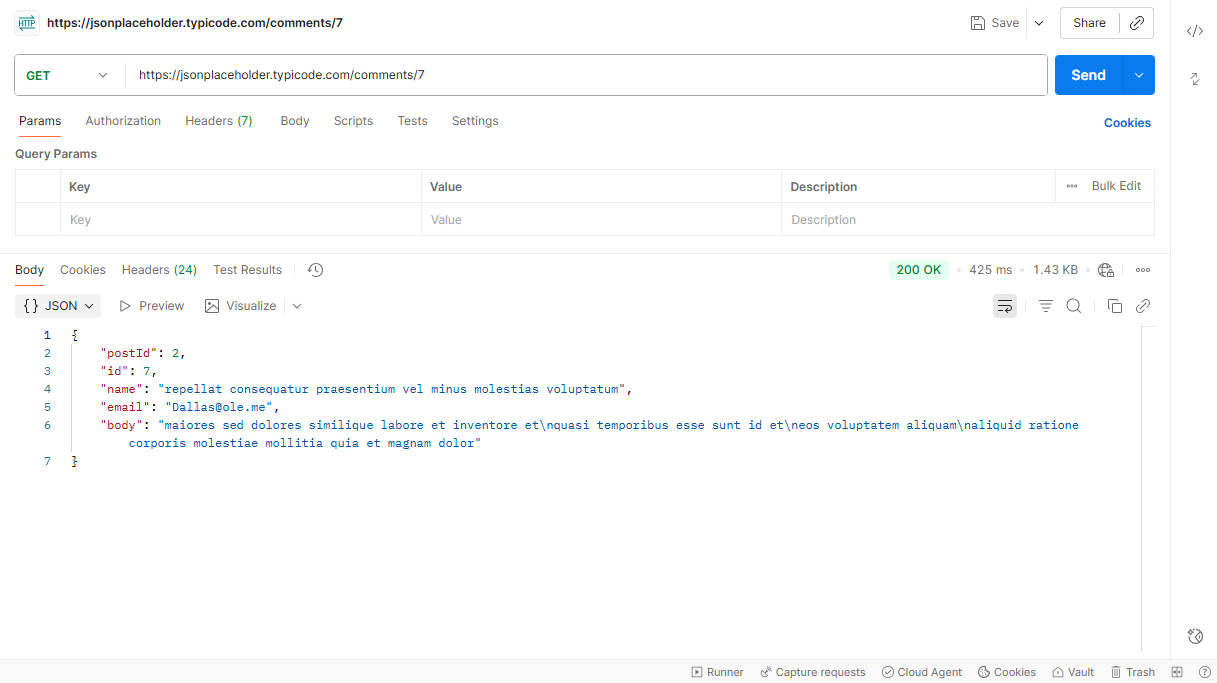 HTTP https://jsonplaceholder.typicode.com/comments/7 Save Share
GET https://jsonplaceholder.typicode.com/comments/7 Send
Params Authorization Headers (7) Body Scripts Tests Settings Cookies
Query Params
Key Value Description Bulk Edit
Key Value Description
Body Cookies Headers (24) Test Results 200 OK 425 ms 1.43 KB
{} JSON Preview Visualize
1 {
2 "postId": 2,
3 "id": 7,
4 "name": "repellat consequatur praesentium vel minus molestias voluptatum",
5 "email": "Dallas@ole.me",
6 "body": "maiores sed dolores similique labore et inventore et\nquasi temporibus esse sunt id et\neos voluptatem aliquam\naliquid ratione
corporis molestiae mollitia quia et magnam dolor"
7 }
Runner Capture requests Cloud Agent Cookies Vault Trash